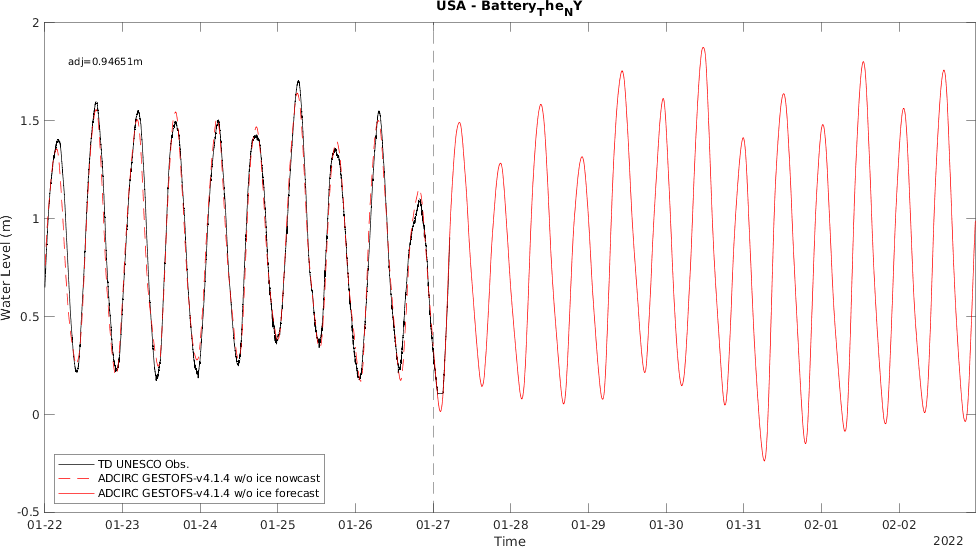 USA - Battery_The_NY
2
adj=0.94651m
1.5
1
Water Level (m)
0.5
0
TD UNESCO Obs.
ADCIRC GESTOFS-v4.1.4 w/o ice nowcast
ADCIRC GESTOFS-v4.1.4 w/o ice forecast
-0.5
01-22 01-23 01-24 01-25 01-26 01-27 01-28 01-29 01-30 01-31 02-01 02-02
Time
2022